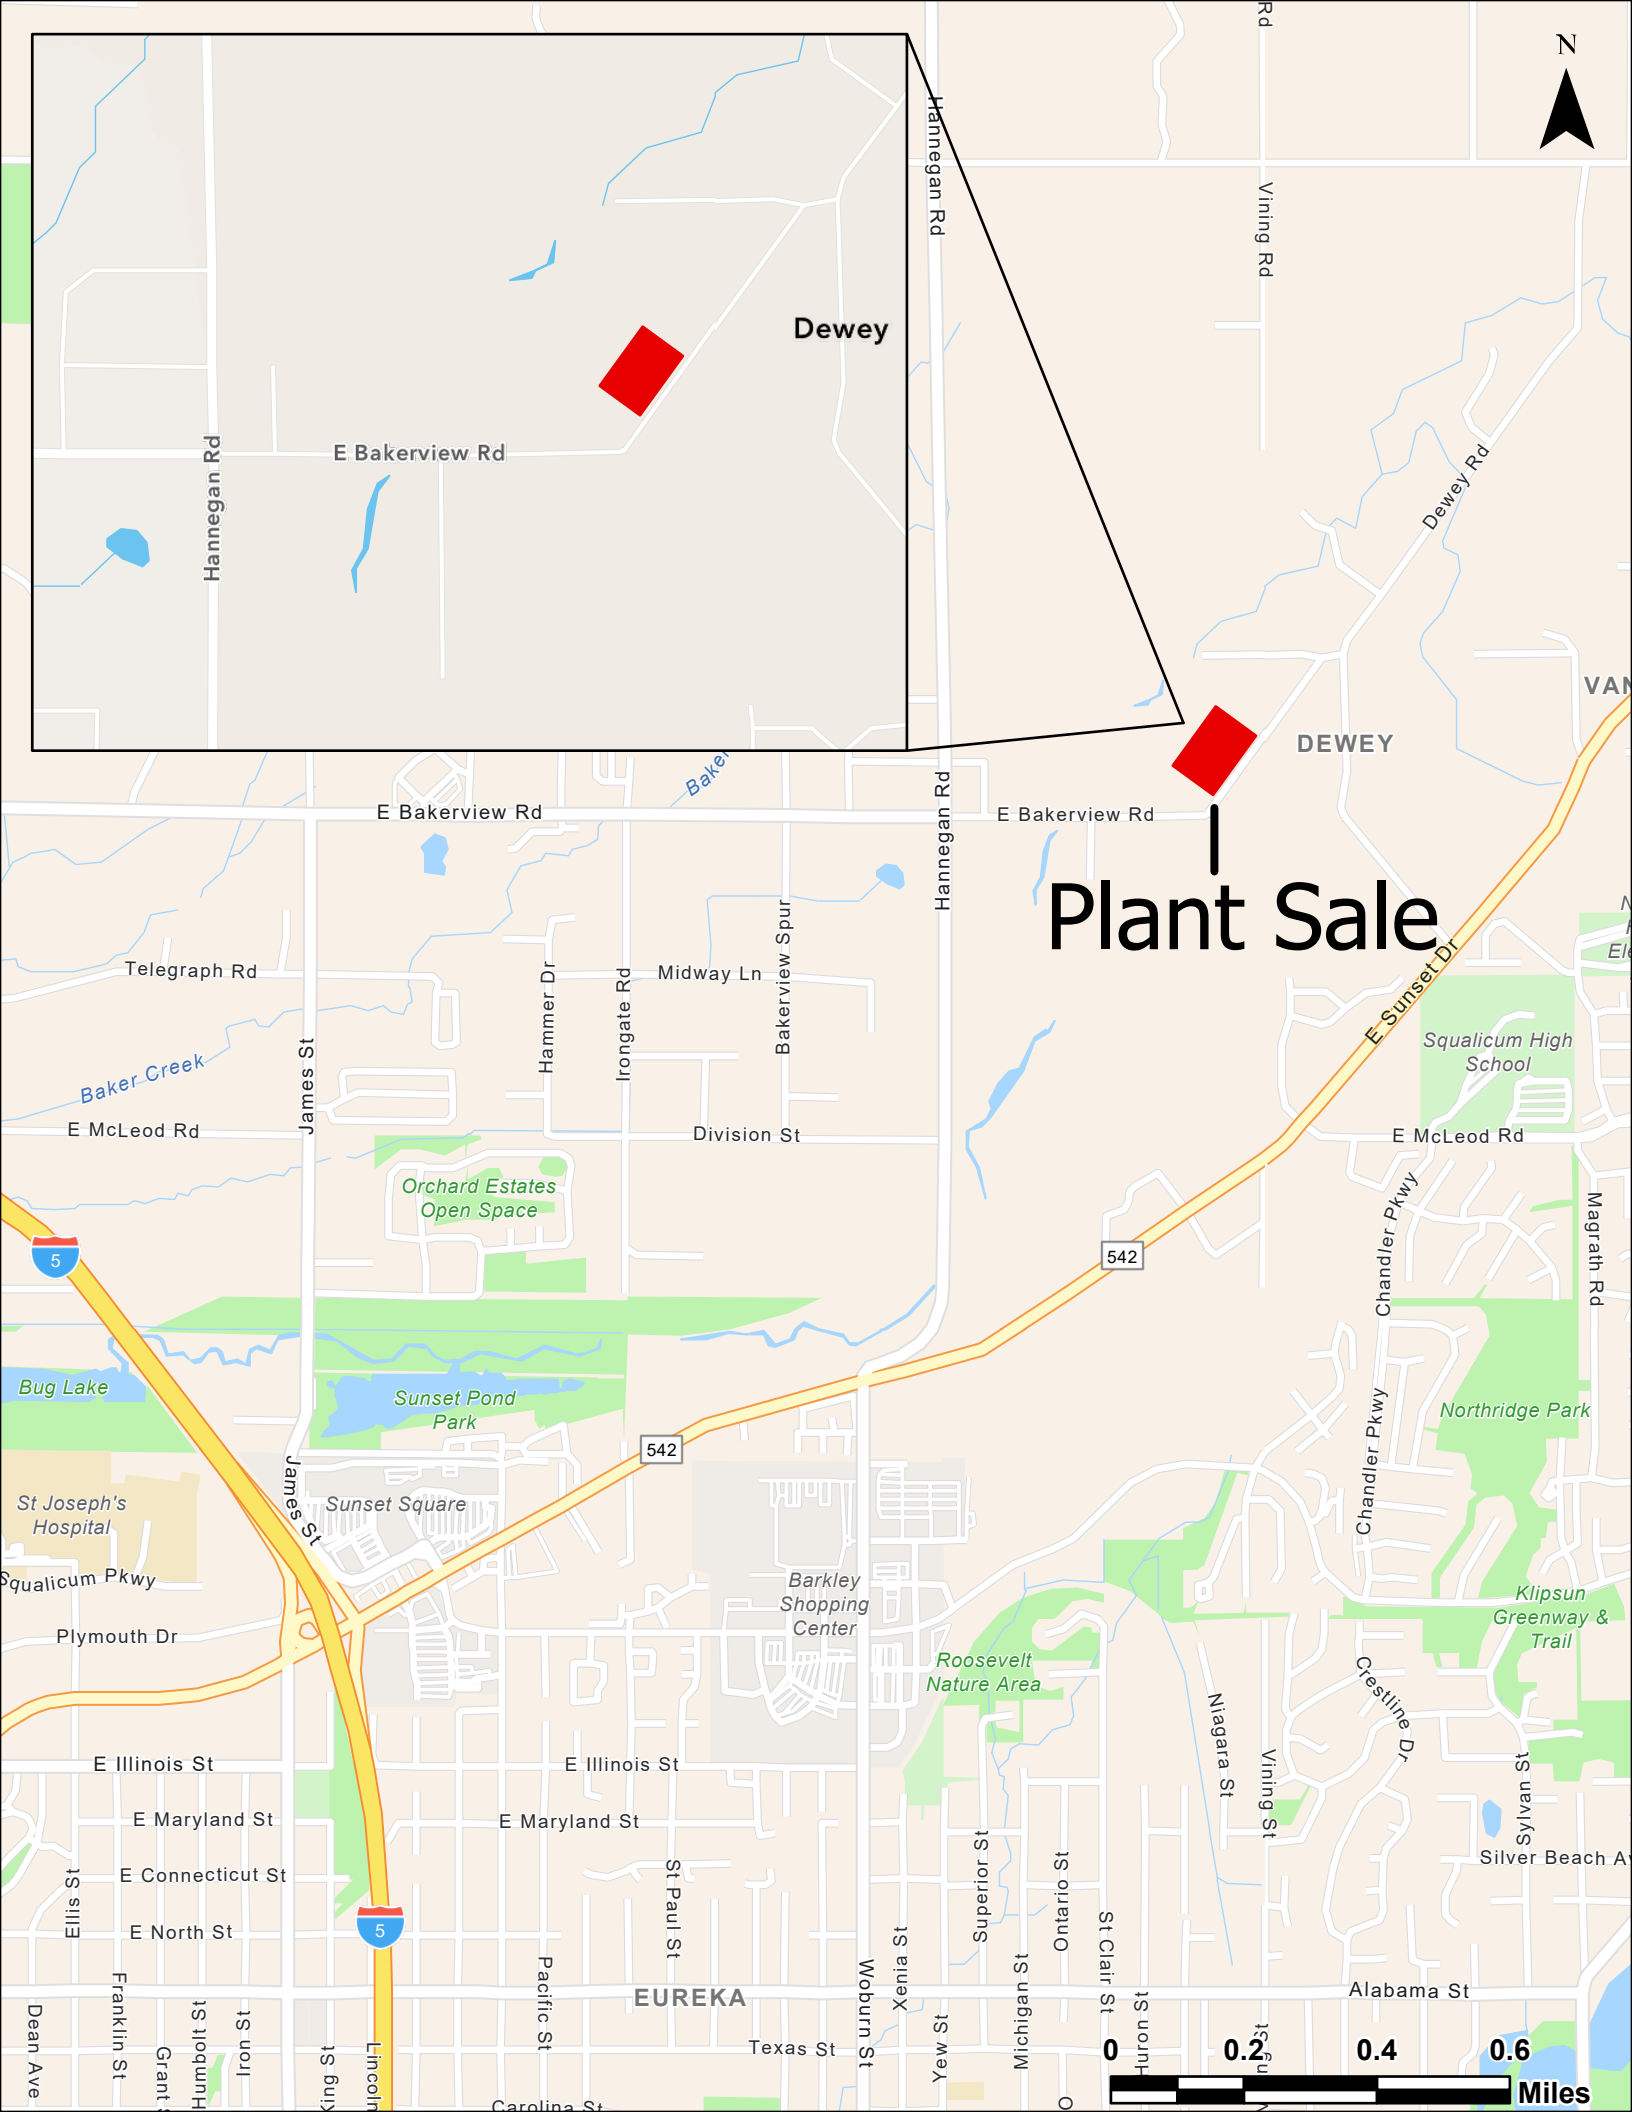 N
Rd
Hannegan Rd
Vining Rd
Dewey
E Bakerview Rd
Hannegan Rd
Dewey Rd
DEWEY
Baker
E Bakerview Rd
E Bakerview Rd
Hannegan Rd
Plant Sale
Telegraph Rd
Midway Ln
Hammer Dr
Irongate Rd
Bakerview Spur
E Sunset Dr
Squalicum High
School
James St
Baker Creek
E McLeod Rd
Division St
E McLeod Rd
Orchard Estates
Open Space
Chandler Pkwy
Magrath Rd
5
542
Bug Lake
Sunset Pond
Park
Northridge Park
Chandler Pkwy
542
James St
Sunset Square
St Joseph's
Hospital
Squalicum Pkwy
Barkley
Shopping
Center
Klipsun
Greenway &
Trail
Plymouth Dr
Roosevelt
Nature Area
Crestline Dr
Niagara St
Vining St
Sylvan St
E Illinois St
E Illinois St
E Maryland St
E Maryland St
Silver Beach Av
E Connecticut St
Ellis St
St Paul St
Superior St
Ontario St
E North St
5
Xenia St
St Clair St
Michigan St
Pacific St
Woburn St
EUREKA
Alabama St
Franklin St
Dean Ave
Humbolt St
Iron St
Grant S
King St
Lincoln
Texas St
Yew St
Huron St
Carolina St
0
0.2
0.4
0.6
Miles